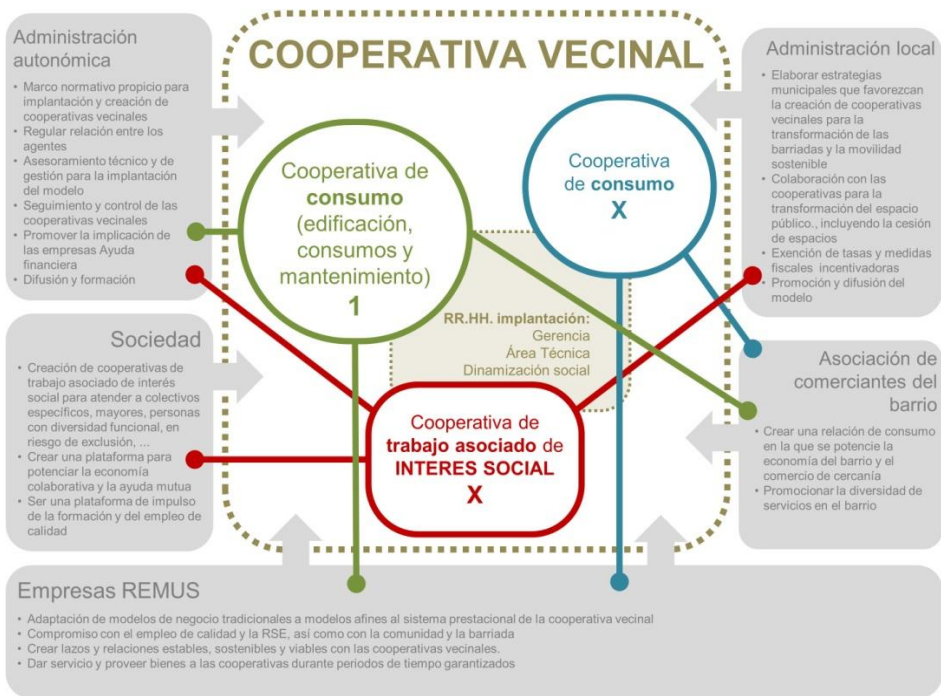 COOPERATIVA VECINAL
Administración
autonómica
• Marco normativo propicio para
implantación y creación de
cooperativas vecinales
• Regular relación entre los
agentes
• Asesoramiento técnico y de
gestión para la implantación
del modelo
• Seguimiento y control de las
cooperativas vecinales
• Promover la implicación de
las empresas Ayuda
financiera
• Difusión y formación
Cooperativa de
consumo
(edificación,
consumos y
mantenimiento)
1
Cooperativa
de consumo
X
Administración local
• Elaborar estrategias
municipales que favorezcan
la creación de cooperativas
vecinales para la
transformación de las
barriadas y la movilidad
sostenible
• Colaboración con las
cooperativas para la
transformación del espacio
público., incluyendo la cesión
de espacios
• Exención de tasas y medidas
fiscales incentivadoras
• Promoción y difusión del
modelo
RR.HH. implantación:
Gerencia
Área Técnica
Dinamización social
Sociedad
• Creación de cooperativas de
trabajo asociado de interés
social para atender a colectivos
específicos, mayores, personas
con diversidad funcional, en
riesgo de exclusión, ...
• Crear una plataforma para
potenciar la economía
colaborativa y la ayuda mutua
• Ser una plataforma de impulso
de la formación y del empleo de
calidad
Cooperativa de
trabajo asociado de
INTERES SOCIAL
X
Asociación de
comerciantes del
barrio
• Crear una relación de consumo
en la que se potencie la
economía del barrio y el
comercio de cercanía
• Promocionar la diversidad de
servicios en el barrio
Empresas REMUS
• Adaptación de modelos de negocio tradicionales a modelos afines al sistema prestacional de la cooperativa vecinal
• Compromiso con el empleo de calidad y la RSE, así como con la comunidad y la barriada
• Crear lazos y relaciones estables, sostenibles y viables con las cooperativas vecinales.
• Dar servicio y proveer bienes a las cooperativas durante periodos de tiempo garantizados